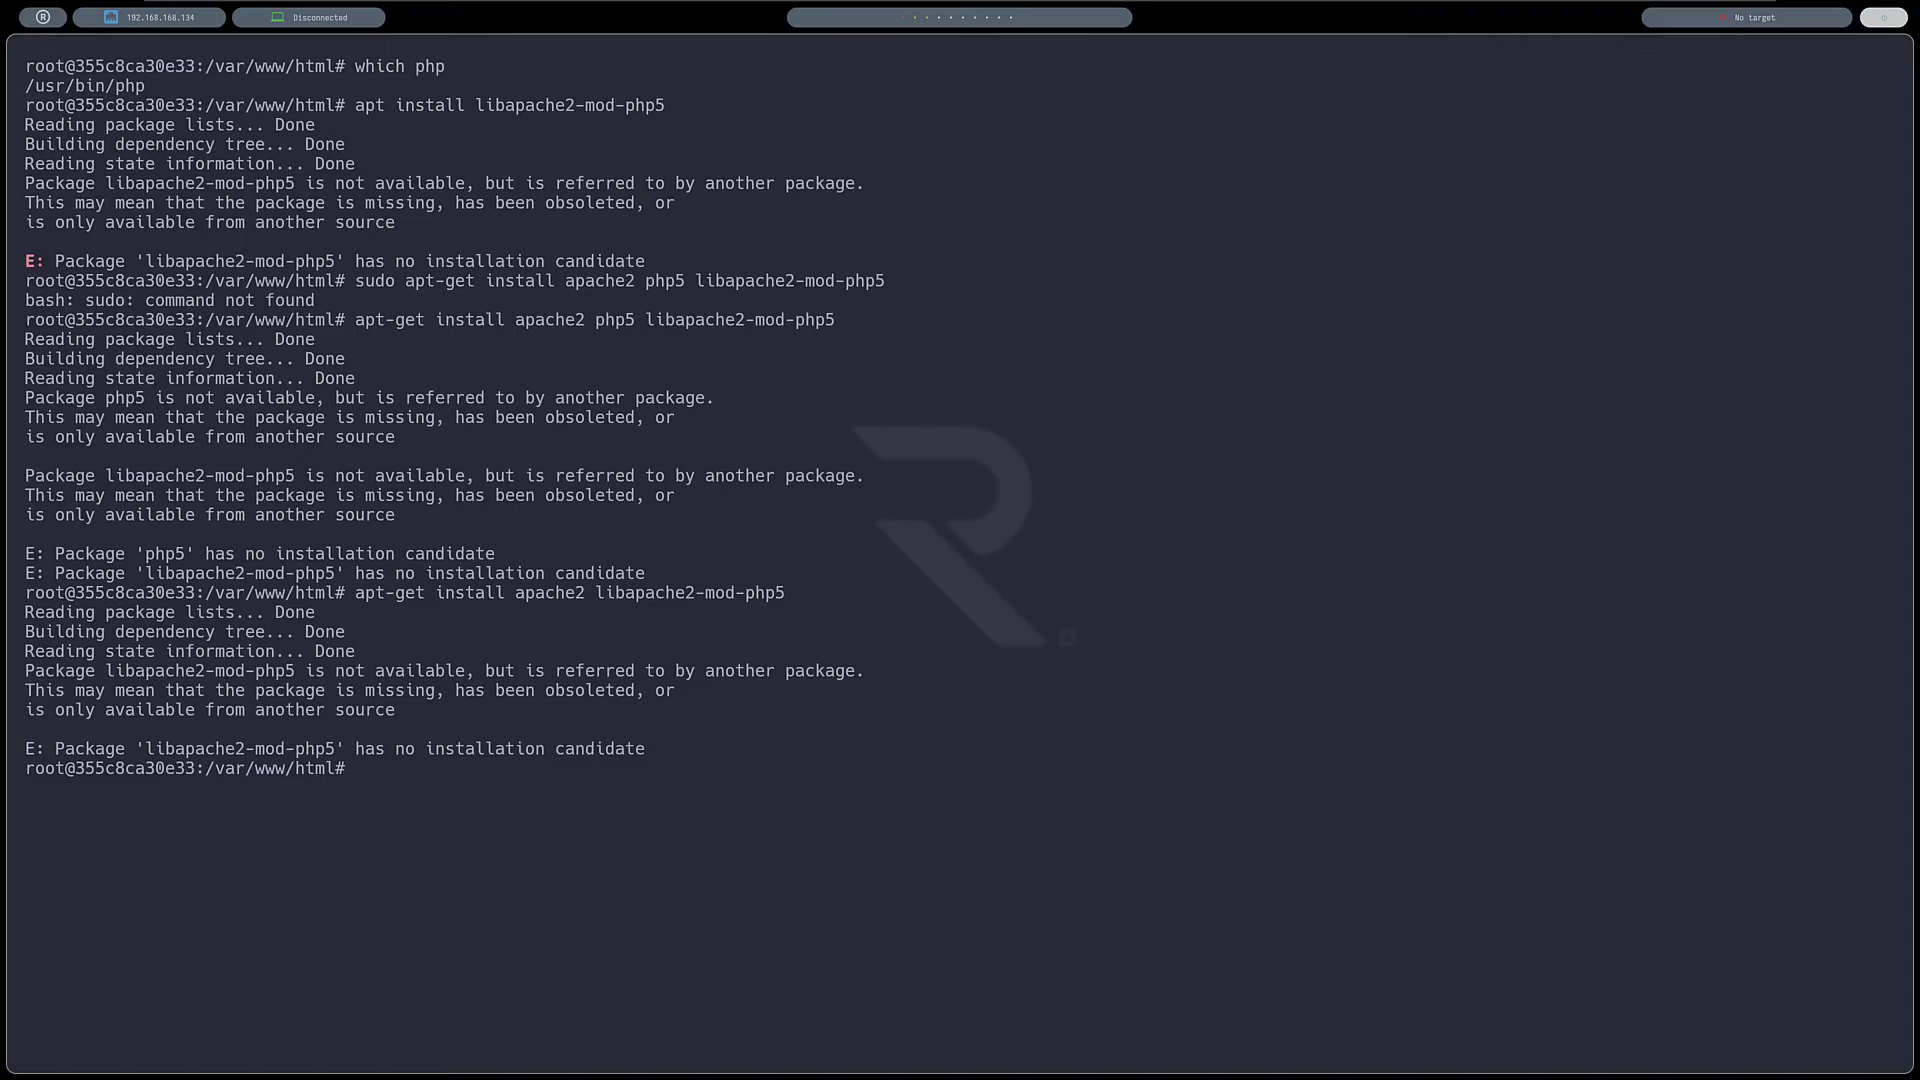 R 192.168.168.134 Disconnected No target
root@355c8ca30e33:/var/www/html# which php
/usr/bin/php
root@355c8ca30e33:/var/www/html# apt install libapache2-mod-php5
Reading package lists... Done
Building dependency tree... Done
Reading state information... Done
Package libapache2-mod-php5 is not available, but is referred to by another package.
This may mean that the package is missing, has been obsoleted, or
is only available from another source
E: Package 'libapache2-mod-php5' has no installation candidate
root@355c8ca30e33:/var/www/html# sudo apt-get install apache2 php5 libapache2-mod-php5
bash: sudo: command not found
root@355c8ca30e33:/var/www/html# apt-get install apache2 php5 libapache2-mod-php5
Reading package lists... Done
Building dependency tree... Done
Reading state information... Done
Package php5 is not available, but is referred to by another package.
This may mean that the package is missing, has been obsoleted, or
is only available from another source
Package libapache2-mod-php5 is not available, but is referred to by another package.
This may mean that the package is missing, has been obsoleted, or
is only available from another source
E: Package 'php5' has no installation candidate
E: Package 'libapache2-mod-php5' has no installation candidate
root@355c8ca30e33:/var/www/html# apt-get install apache2 libapache2-mod-php5
Reading package lists... Done
Building dependency tree... Done
Reading state information... Done
Package libapache2-mod-php5 is not available, but is referred to by another package.
This may mean that the package is missing, has been obsoleted, or
is only available from another source
E: Package 'libapache2-mod-php5' has no installation candidate
root@355c8ca30e33:/var/www/html#